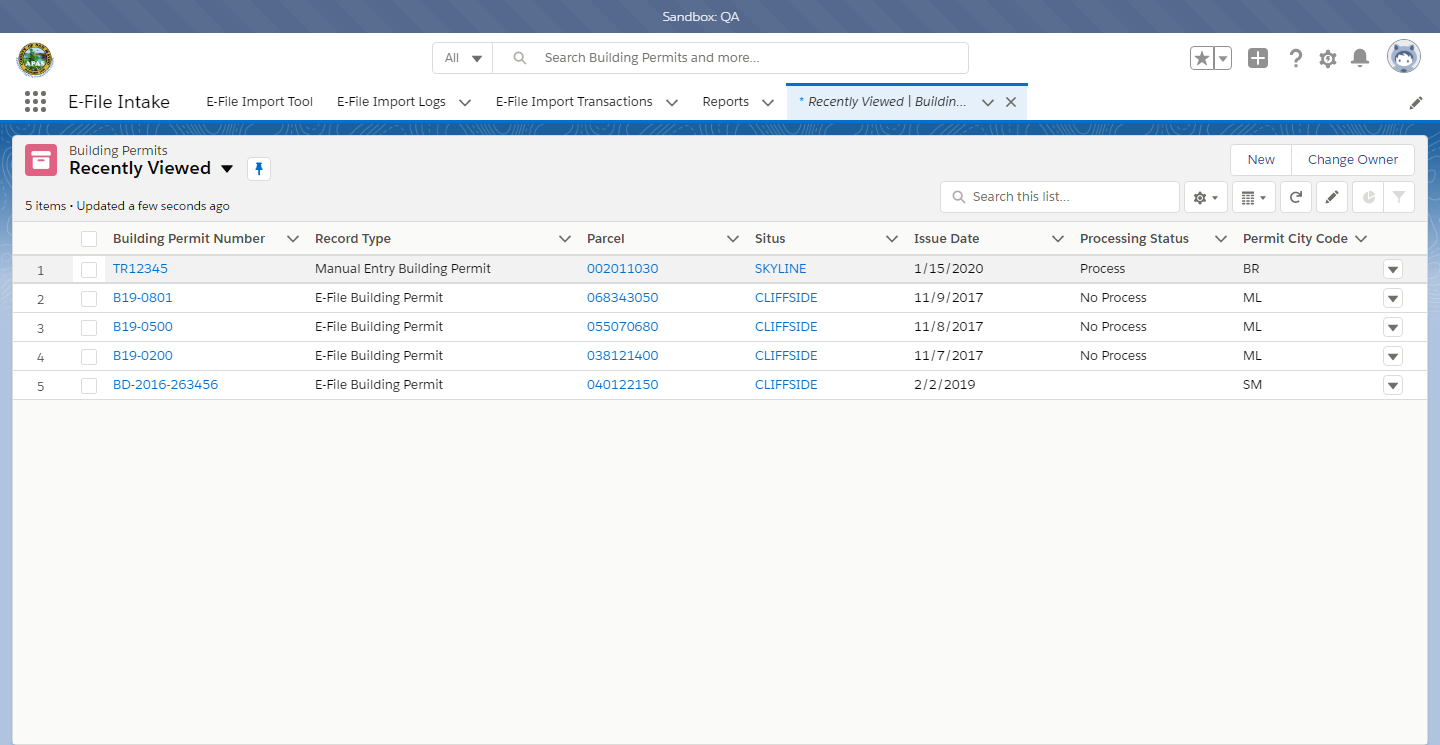 Sandbox: QA
All Search Building Permits and more...
APAS
E-File Intake E-File Import Tool E-File Import Logs E-File Import Transactions Reports * Recently Viewed | Buildin...
Building Permits
Recently Viewed
New Change Owner
5 items • Updated a few seconds ago
Search this list...
Building Permit Number Record Type Parcel Situs Issue Date Processing Status Permit City Code
1 TR12345 Manual Entry Building Permit 002011030 SKYLINE 1/15/2020 Process BR
2 B19-0801 E-File Building Permit 068343050 CLIFFSIDE 11/9/2017 No Process ML
3 B19-0500 E-File Building Permit 055070680 CLIFFSIDE 11/8/2017 No Process ML
4 B19-0200 E-File Building Permit 038121400 CLIFFSIDE 11/7/2017 No Process ML
5 BD-2016-263456 E-File Building Permit 040122150 CLIFFSIDE 2/2/2019 SM